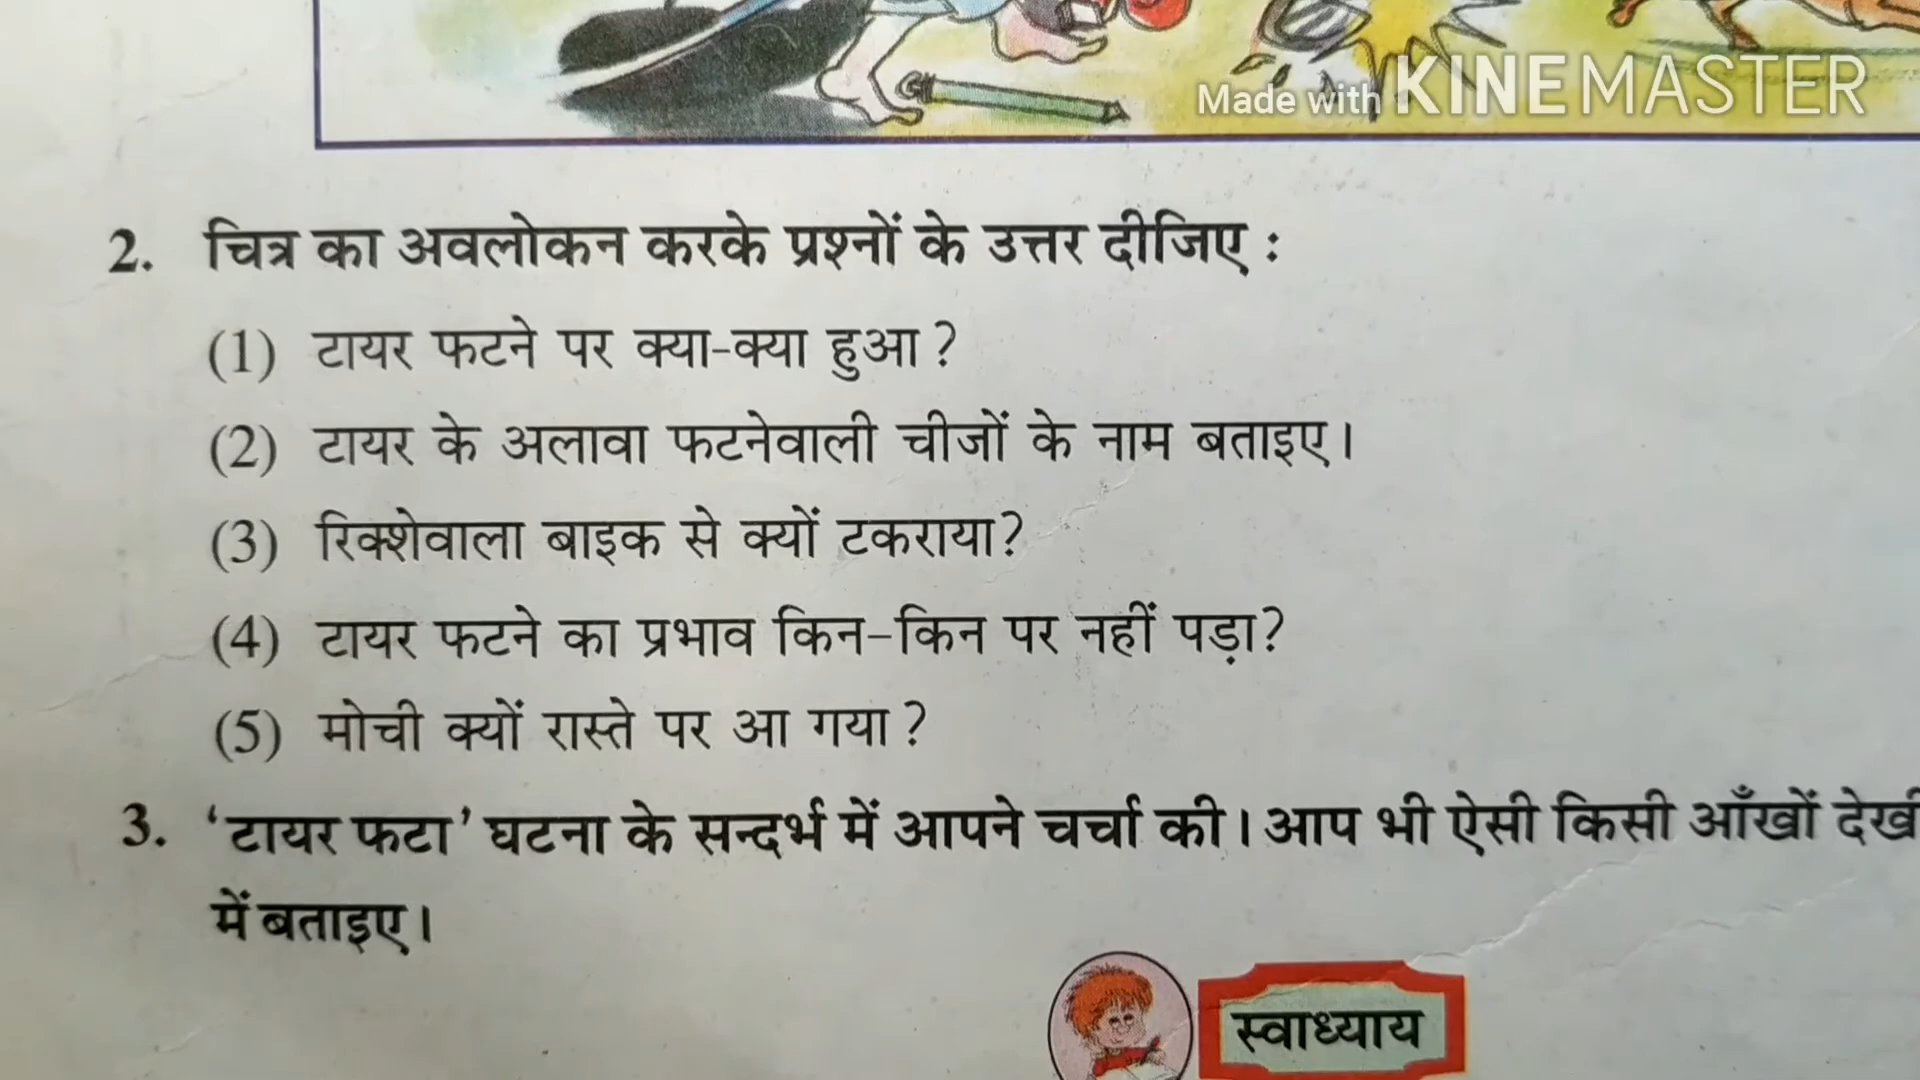 Made with KINEMASTER
2. चित्र का अवलोकन करके प्रश्नों के उत्तर दीजिए :
(1) टायर फटने पर क्या-क्या हुआ ?
(2) टायर के अलावा फटनेवाली चीजों के नाम बताइए।
(3) रिक्शेवाला बाइक से क्यों टकराया?
(4) टायर फटने का प्रभाव किन-किन पर नहीं पड़ा?
(5) मोची क्यों रास्ते पर आ गया ?
3. ‘टायर फटा’ घटना के सन्दर्भ में आपने चर्चा की। आप भी ऐसी किसी आँखों देखी
में बताइए।
स्वाध्याय